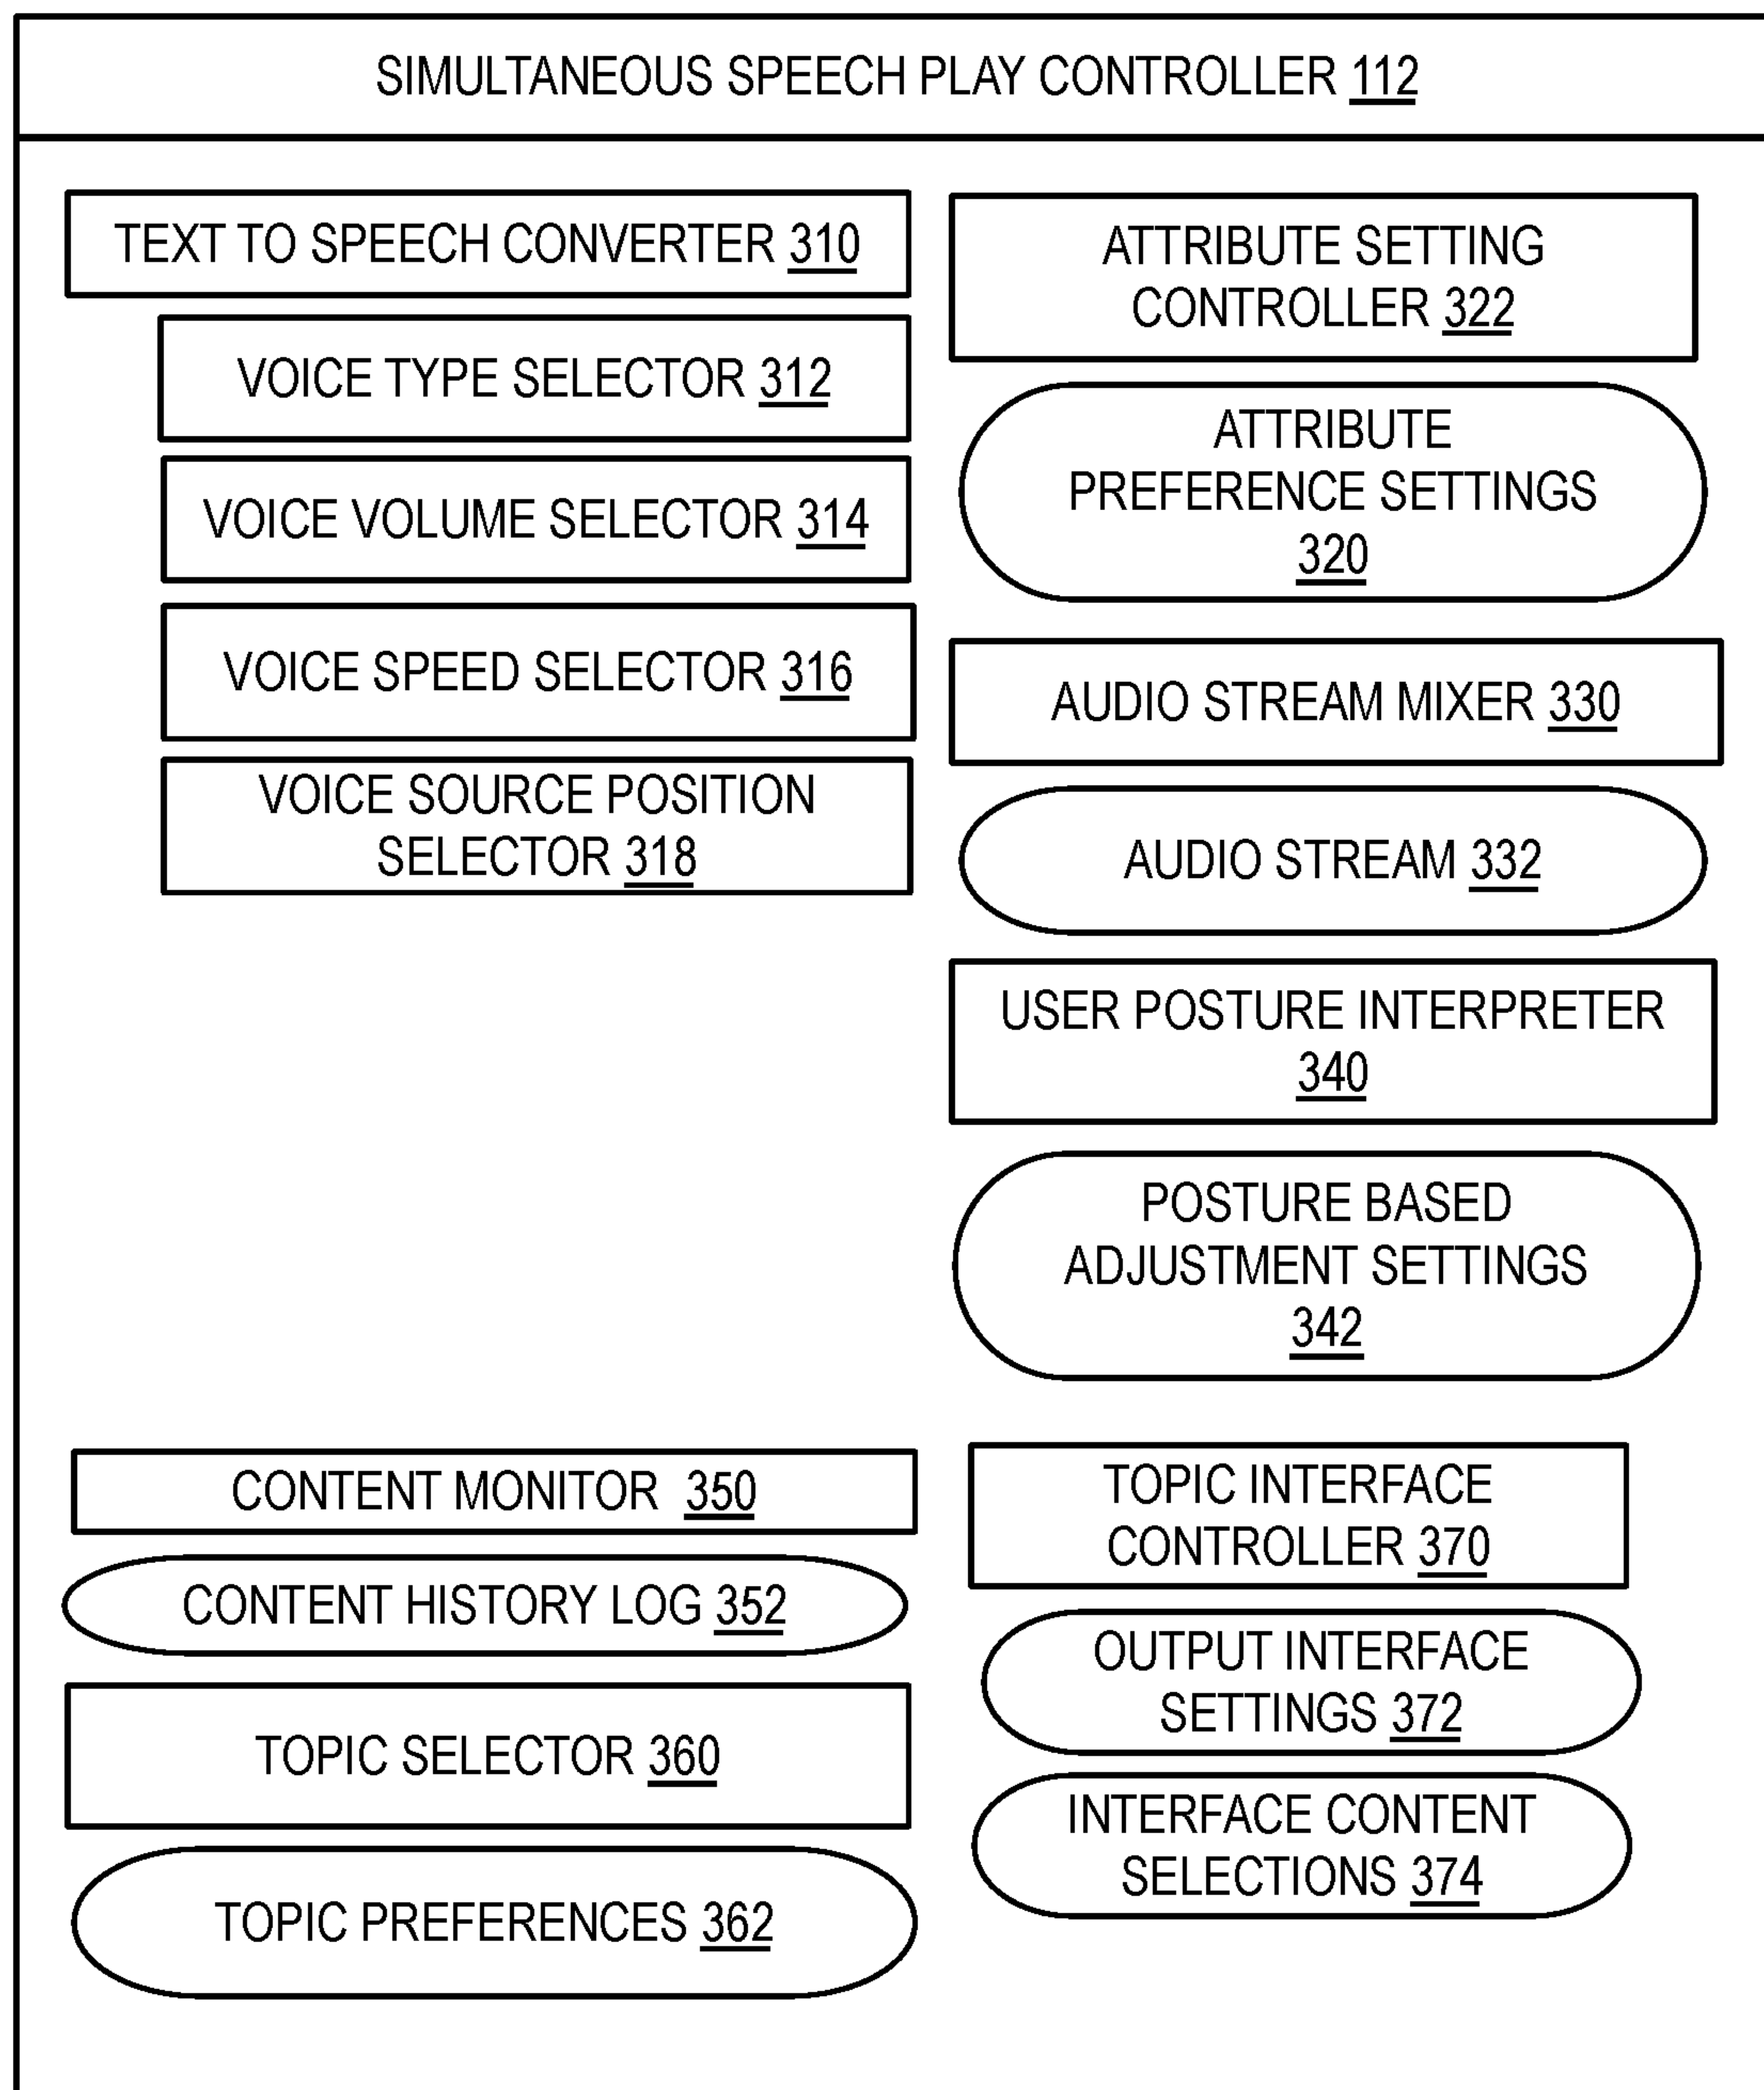 SIMULTANEOUS SPEECH PLAY CONTROLLER 112
TEXT TO SPEECH CONVERTER 310
VOICE TYPE SELECTOR 312
VOICE VOLUME SELECTOR 314
VOICE SPEED SELECTOR 316
VOICE SOURCE POSITION
SELECTOR 318
ATTRIBUTE SETTING
CONTROLLER 322
ATTRIBUTE
PREFERENCE SETTINGS
320
AUDIO STREAM MIXER 330
AUDIO STREAM 332
USER POSTURE INTERPRETER
340
POSTURE BASED
ADJUSTMENT SETTINGS
342
CONTENT MONITOR 350
CONTENT HISTORY LOG 352
TOPIC SELECTOR 360
TOPIC PREFERENCES 362
TOPIC INTERFACE
CONTROLLER 370
OUTPUT INTERFACE
SETTINGS 372
INTERFACE CONTENT
SELECTIONS 374